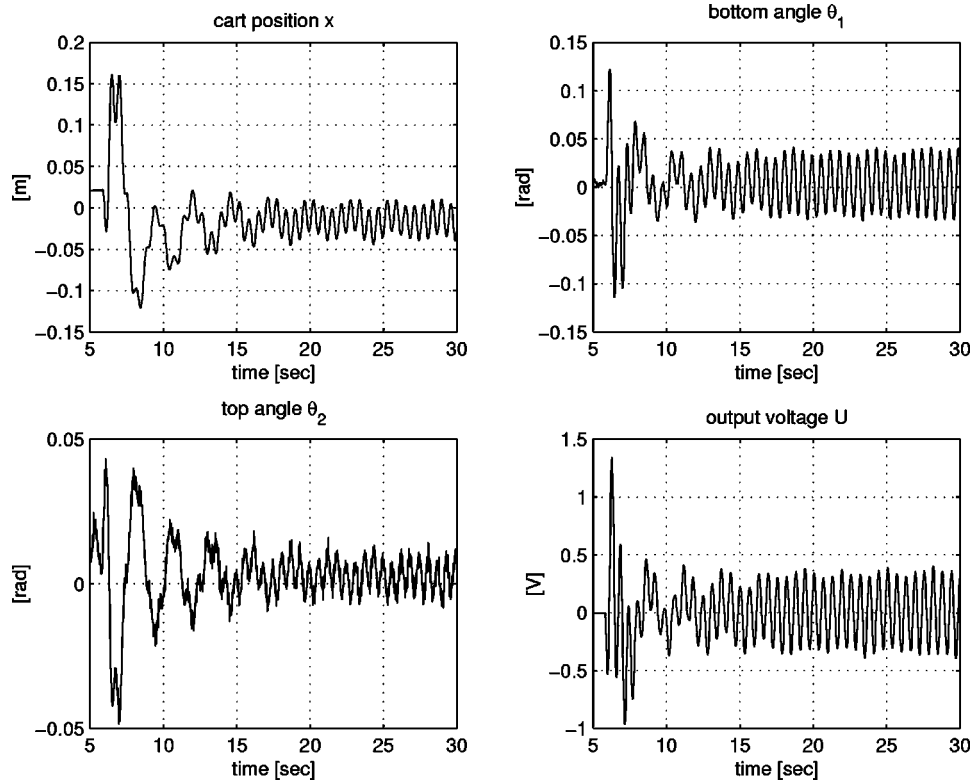 cart position x
0.2
0.15
0.1
0.05
0
−0.05
−0.1
−0.15
[m]
5 10 15 20 25 30
time [sec]
bottom angle θ1
0.15
0.1
0.05
0
−0.05
−0.1
−0.15
[rad]
5 10 15 20 25 30
time [sec]
top angle θ2
0.05
0
−0.05
[rad]
5 10 15 20 25 30
time [sec]
output voltage U
1.5
1
0.5
0
−0.5
−1
[V]
5 10 15 20 25 30
time [sec]